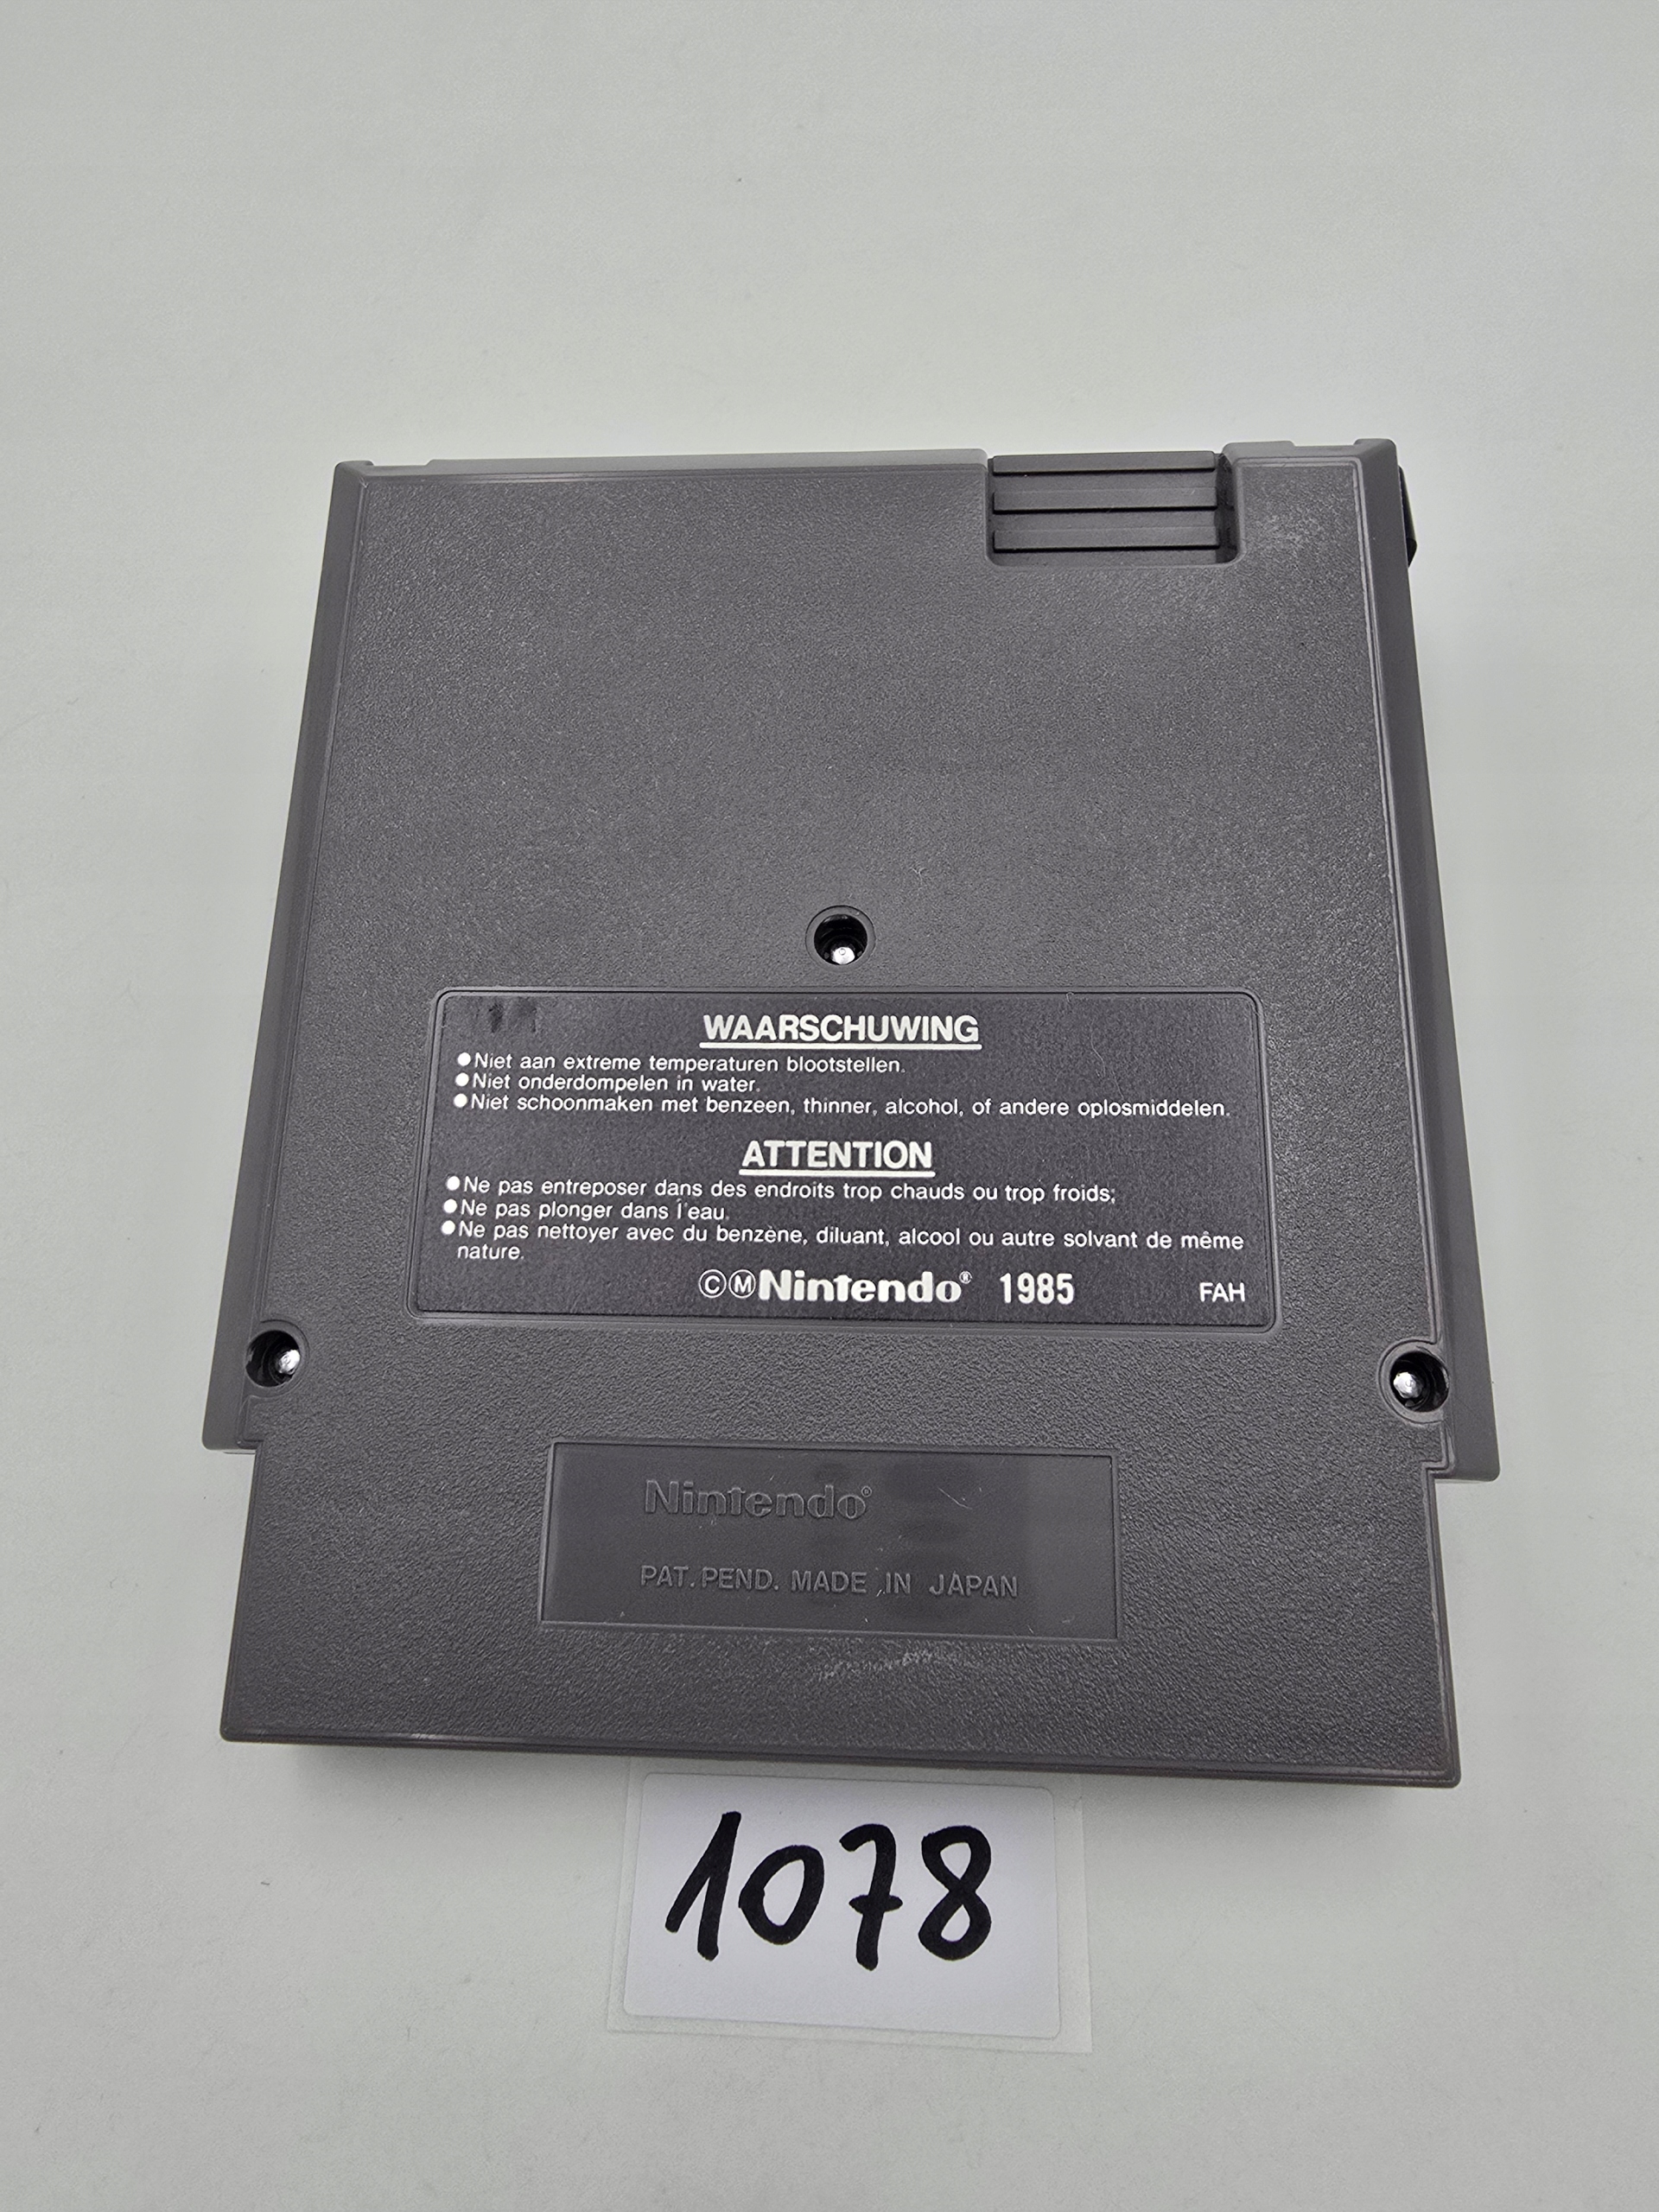 WAARSCHUWING
●Niet aan extreme temperaturen blootstellen.
●Niet onderdompelen in water.
●Niet schoonmaken met benzeen, thinner, alcohol, of andere oplosmiddelen.
ATTENTION
●Ne pas entreposer dans des endroits trop chauds ou trop froids;
●Ne pas plonger dans l'eau.
●Ne pas nettoyer avec du benzène, diluant, alcool ou autre solvant de même
nature.
ⒸⓂNintendo® 1985 FAH
Nintendo®
PAT. PEND. MADE IN JAPAN
1078